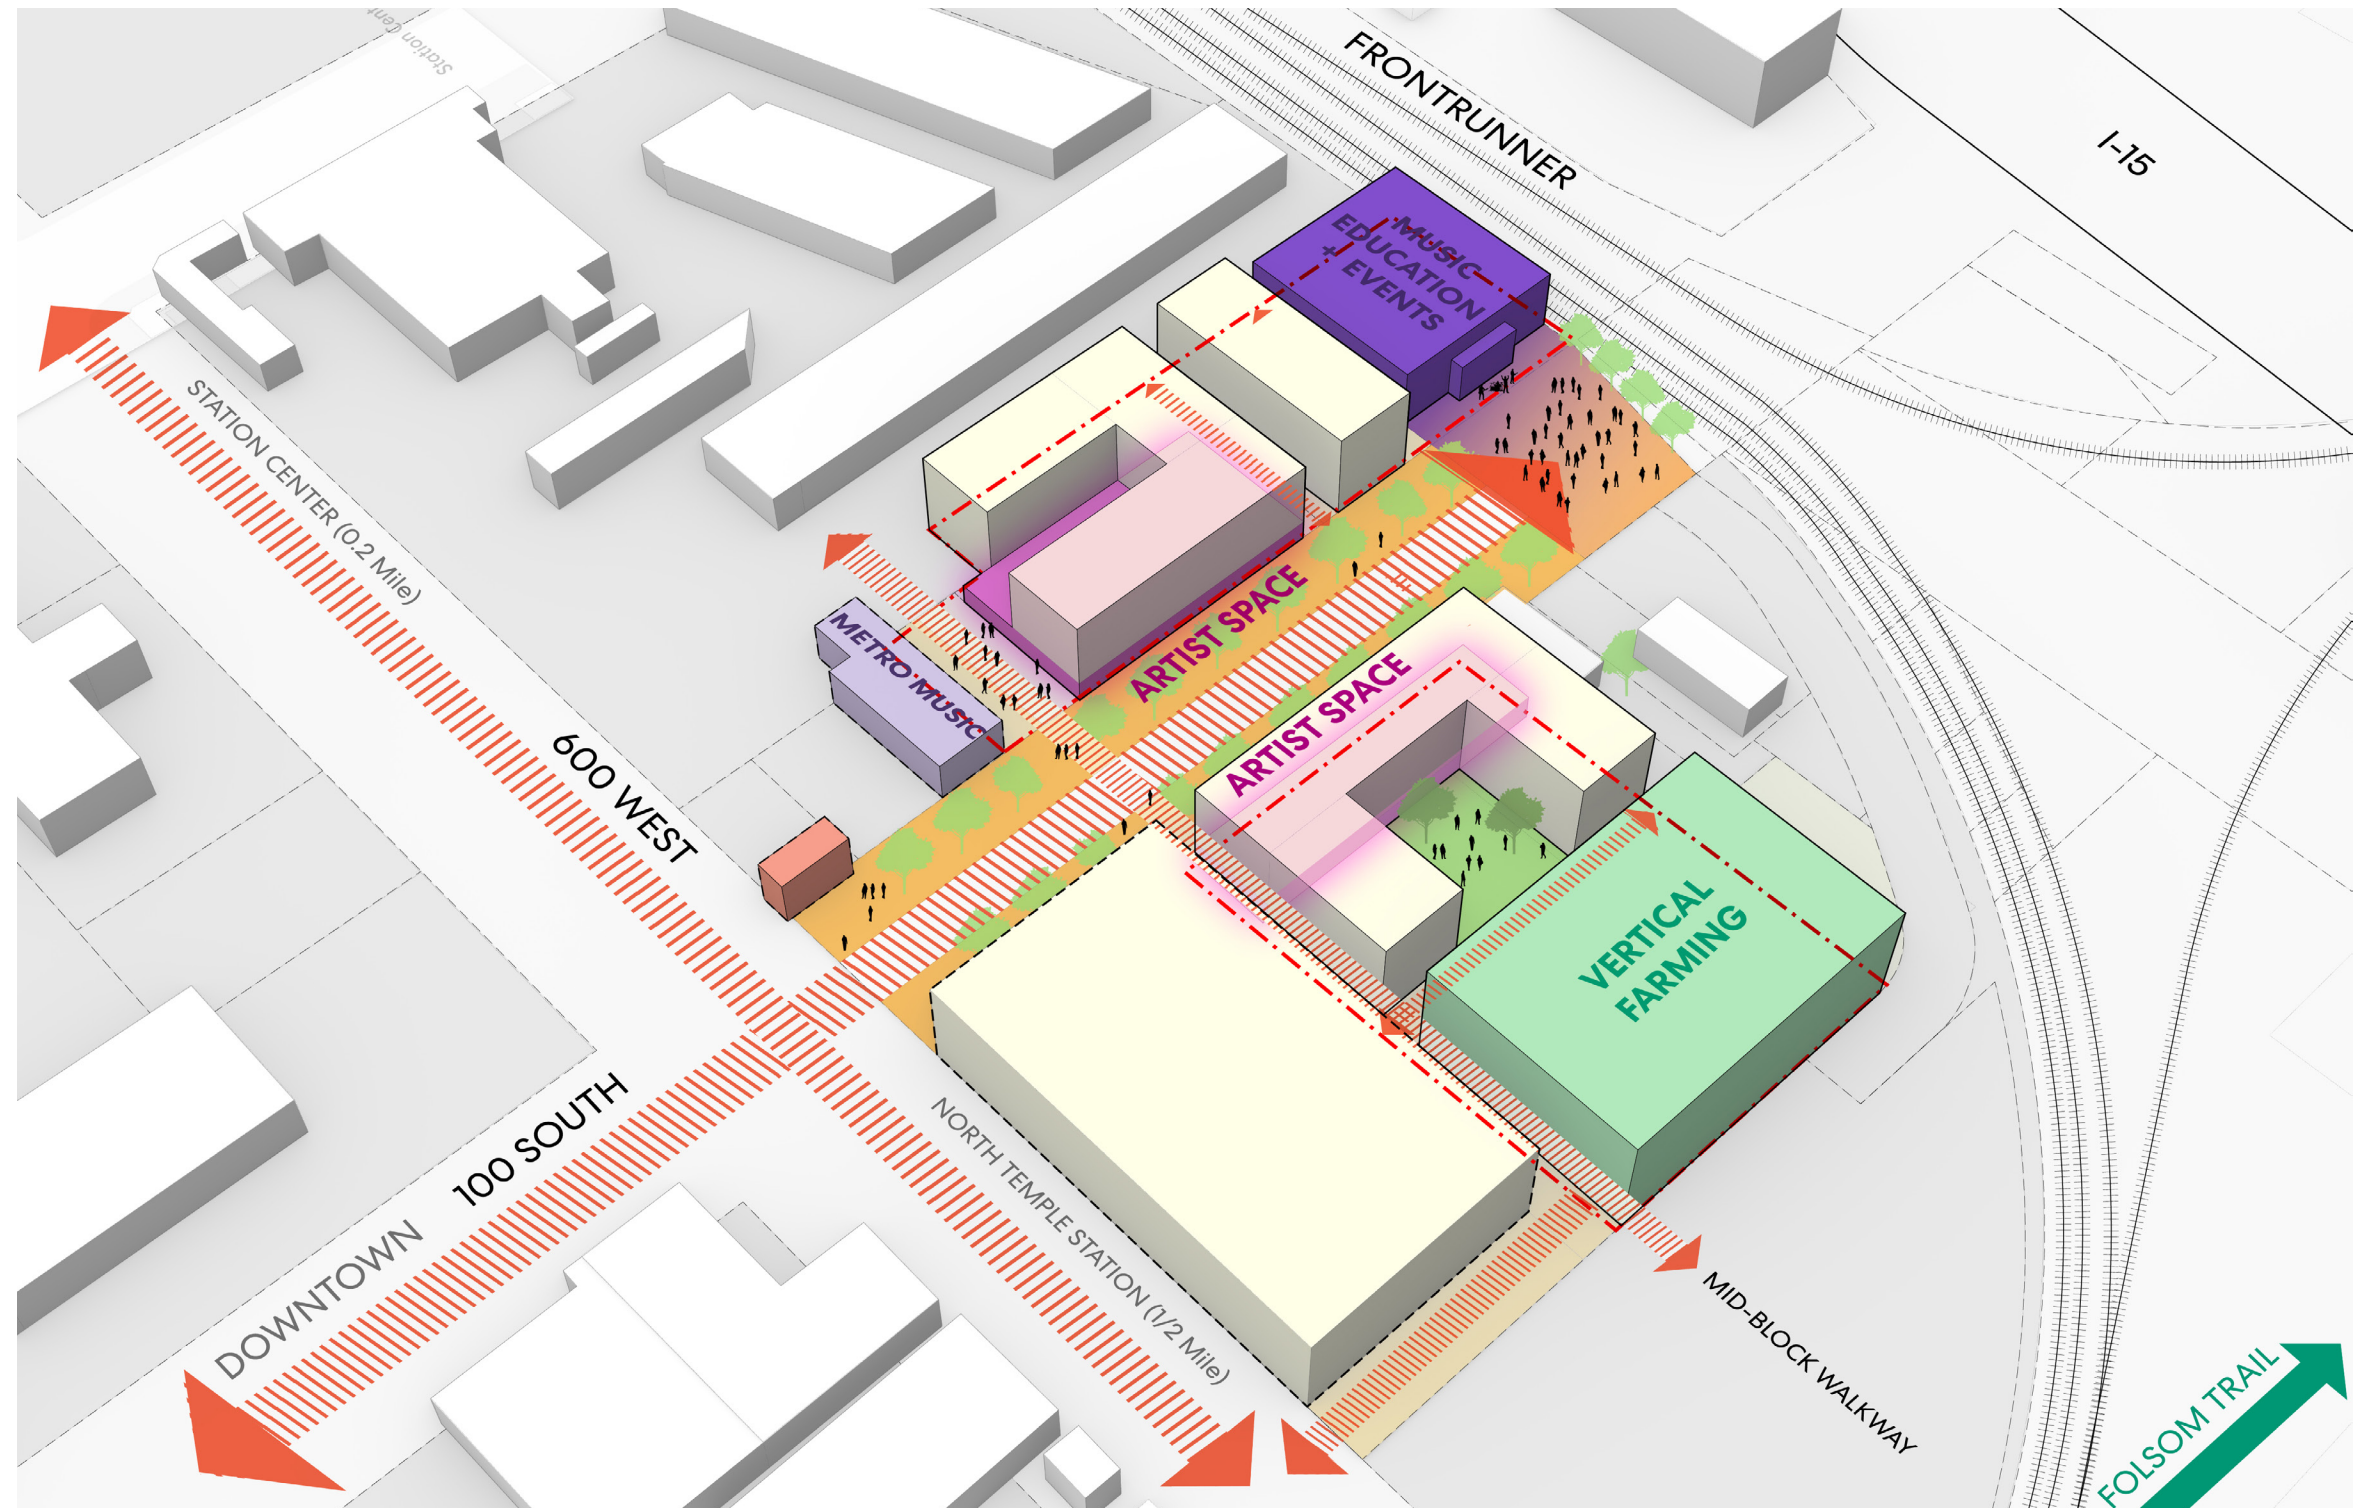 Station Cent
FRONTRUNNER
I-15
MUSIC
EDUCATION
+ EVENTS
STATION CENTER (0.2 Mile)
ARTIST SPACE
METRO MUSIC
ARTIST SPACE
600 WEST
VERTICAL
FARMING
100 SOUTH
DOWNTOWN
NORTH TEMPLE STATION (1/2 Mile)
MID-BLOCK WALKWAY
FOLSOM TRAIL